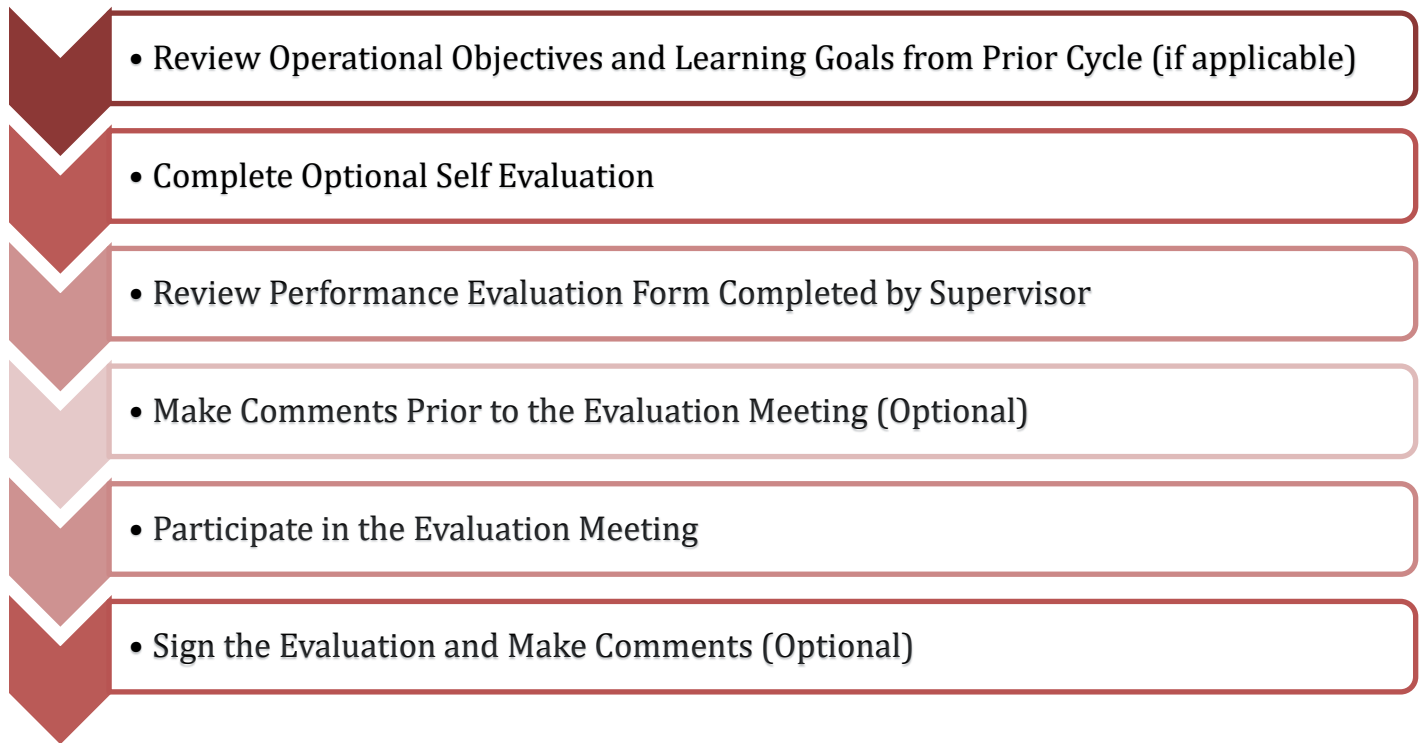 • Review Operational Objectives and Learning Goals from Prior Cycle (if applicable)
• Complete Optional Self Evaluation
• Review Performance Evaluation Form Completed by Supervisor
• Make Comments Prior to the Evaluation Meeting (Optional)
• Participate in the Evaluation Meeting
• Sign the Evaluation and Make Comments (Optional)